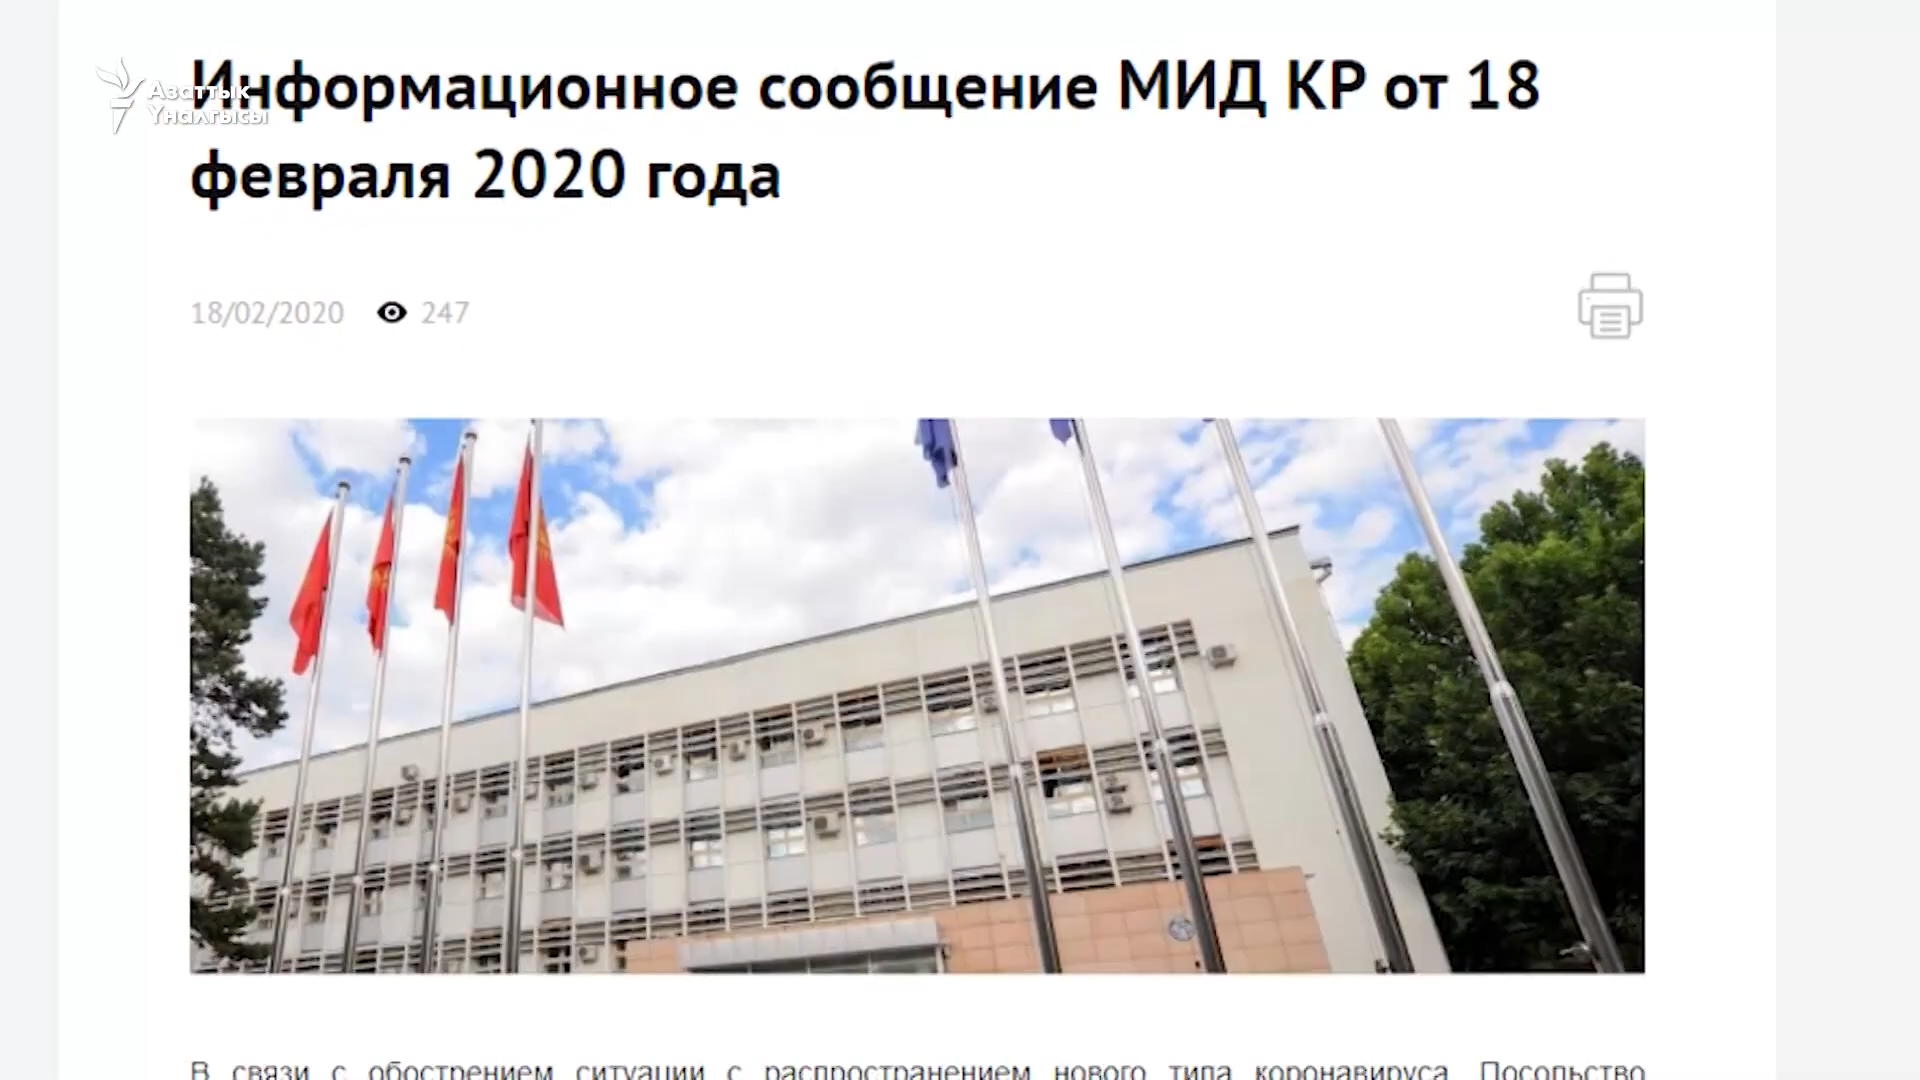 Информационное сообщение МИД КР от 18
февраля 2020 года
Азаттык
Үналгысы
18/02/2020 247
В связи с обострением ситуации с распространением нового типа коронавируса, Посольство